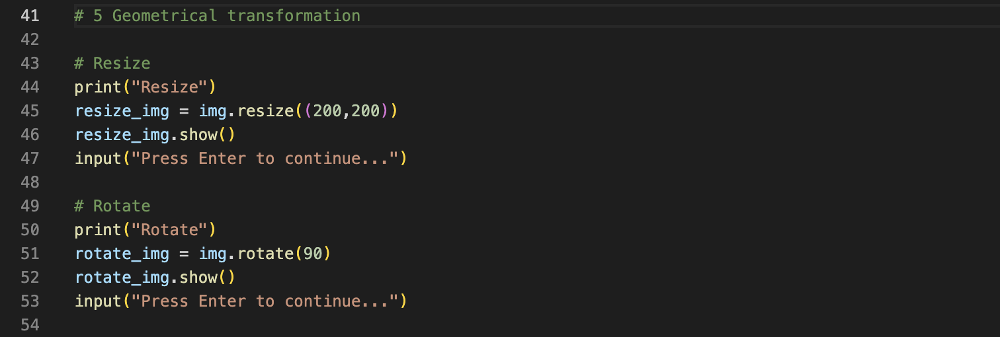 41 # 5 Geometrical transformation
42
43 # Resize
44 print("Resize")
45 resize_img = img.resize((200,200))
46 resize_img.show()
47 input("Press Enter to continue...")
48
49 # Rotate
50 print("Rotate")
51 rotate_img = img.rotate(90)
52 rotate_img.show()
53 input("Press Enter to continue...")
54